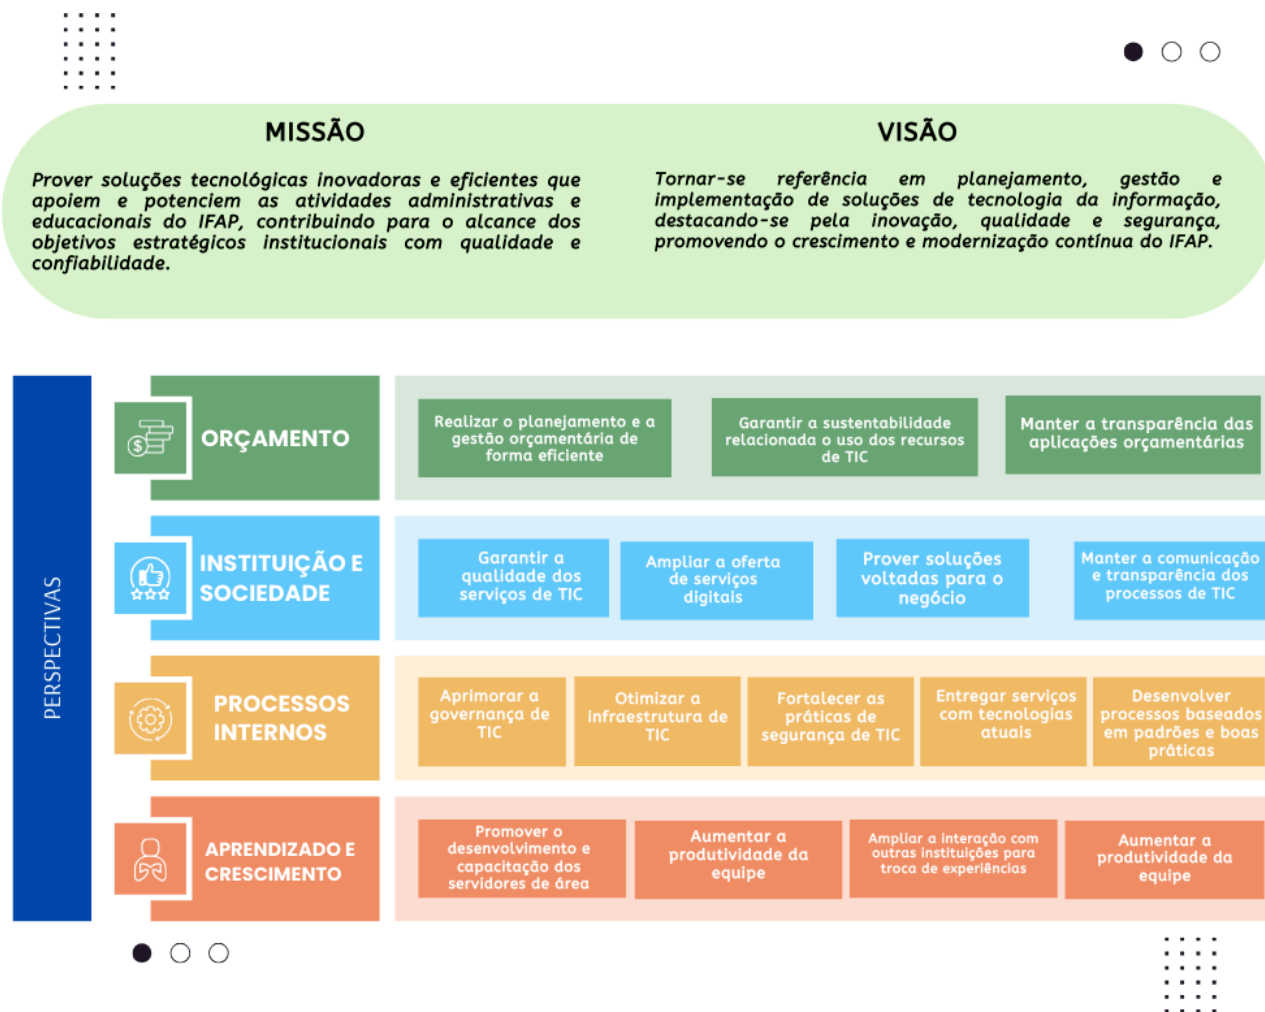 MISSÃO
Prover soluções tecnológicas inovadoras e eficientes que
apoiem e potenciem as atividades administrativas e
educacionais do IFAP, contribuindo para o alcance dos
objetivos estratégicos institucionais com qualidade e
confiabilidade.
VISÃO
Tornar-se referência em planejamento, gestão e
implementação de soluções de tecnologia da informação,
destacando-se pela inovação, qualidade e segurança,
promovendo o crescimento e modernização contínua do IFAP.
PERSPECTIVAS
ORÇAMENTO
Realizar o planejamento e a
gestão orçamentária de
forma eficiente
Garantir a sustentabilidade
relacionada o uso dos recursos
de TIC
Manter a transparência das
aplicações orçamentárias
INSTITUIÇÃO E
SOCIEDADE
Garantir a
qualidade dos
serviços de TIC
Ampliar a oferta
de serviços
digitais
Prover soluções
voltadas para o
negócio
Manter a comunicação
e transparência dos
processos de TIC
PROCESSOS
INTERNOS
Aprimorar a
governança de
TIC
Otimizar a
infraestrutura de
TIC
Fortalecer as
práticas de
segurança de TIC
Entregar serviços
com tecnologias
atuais
Desenvolver
processos baseados
em padrões e boas
práticas
APRENDIZADO E
CRESCIMENTO
Promover o
desenvolvimento e
capacitação dos
servidores de área
Aumentar a
produtividade da
equipe
Ampliar a interação com
outras instituições para
troca de experiências
Aumentar a
produtividade da
equipe